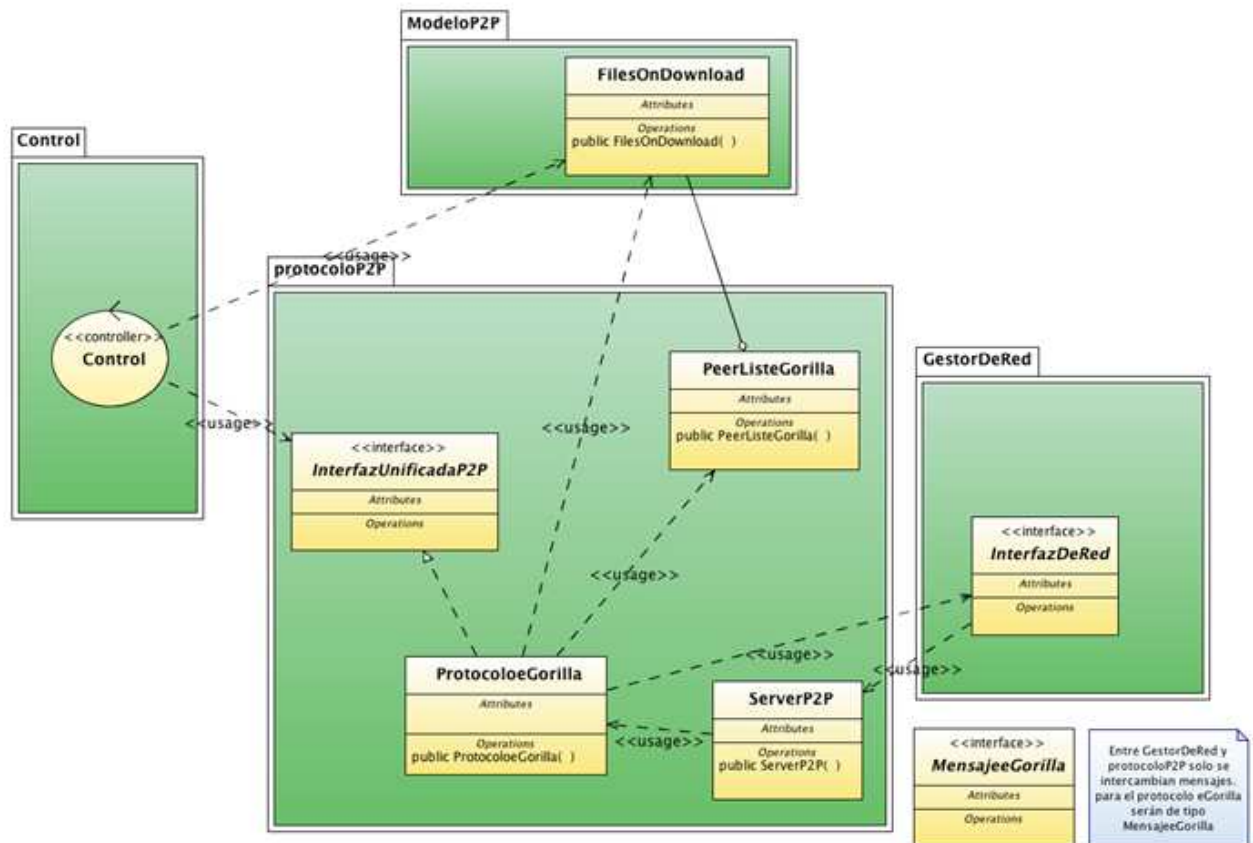 ModeloP2P
FilesOnDownload
Attributes
Operations
public FilesOnDownload( )
Control
<<controller>>
Control
<<usage>>
<<usage>>
protocoloP2P
PeerListeGorilla
Attributes
Operations
public PeerListeGorilla( )
<<usage>>
<<interface>>
InterfazUnificadaP2P
Attributes
Operations
<<usage>>
GestorDeRed
<<interface>>
InterfazDeRed
Attributes
Operations
<<usage>>
<<usage>>
ProtocoloeGorilla
Attributes
Operations
public ProtocoloeGorilla( )
<<usage>>
ServerP2P
Attributes
Operations
public ServerP2P( )
<<interface>>
MensajeeGorilla
Attributes
Operations
Entre GestorDeRed y
protocoloP2P solo se
intercambian mensajes.
para el protocolo eGorilla
serán de tipo
MensajeeGorilla